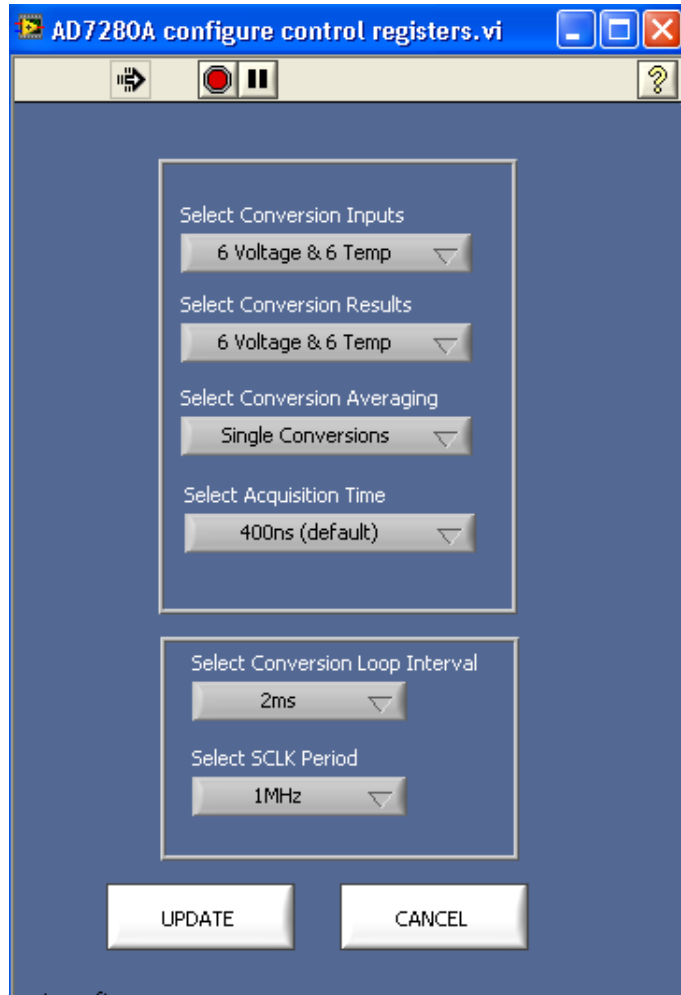 AD7280A configure control registers.vi
Select Conversion Inputs
6 Voltage & 6 Temp
Select Conversion Results
6 Voltage & 6 Temp
Select Conversion Averaging
Single Conversions
Select Acquisition Time
400ns (default)
Select Conversion Loop Interval
2ms
Select SCLK Period
1MHz
UPDATE CANCEL